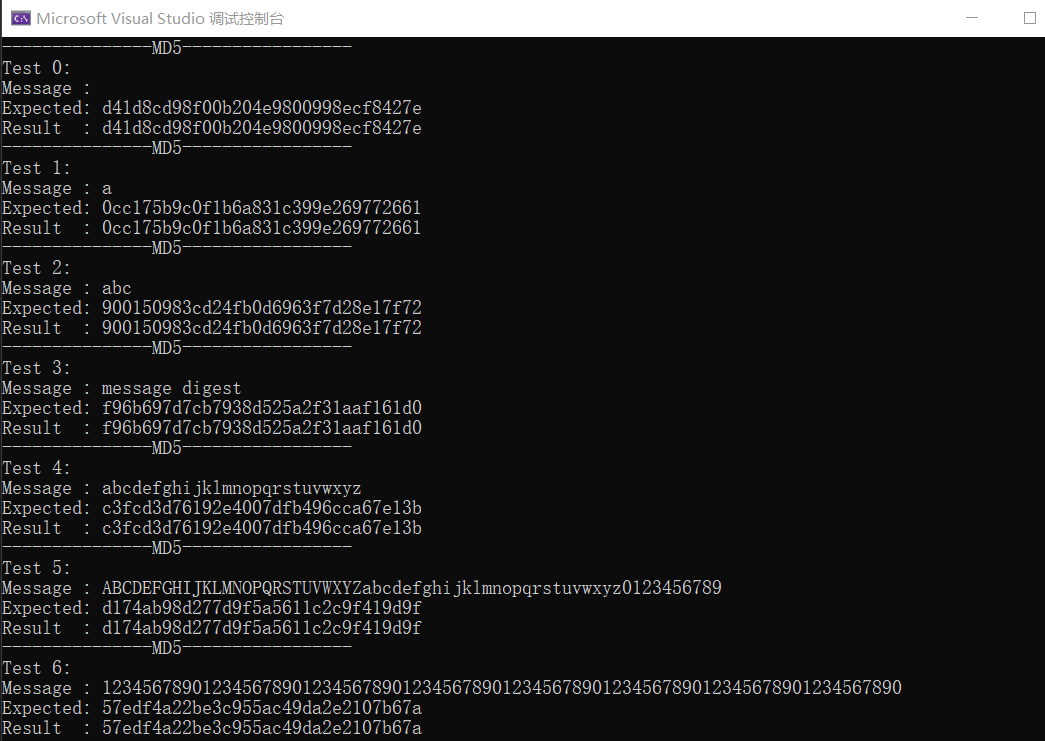 Microsoft Visual Studio 调试控制台
---------------MD5-----------------
Test 0:
Message :
Expected: d41d8cd98f00b204e9800998ecf8427e
Result  : d41d8cd98f00b204e9800998ecf8427e
---------------MD5-----------------
Test 1:
Message : a
Expected: 0cc175b9c0f1b6a831c399e269772661
Result  : 0cc175b9c0f1b6a831c399e269772661
---------------MD5-----------------
Test 2:
Message : abc
Expected: 900150983cd24fb0d6963f7d28e17f72
Result  : 900150983cd24fb0d6963f7d28e17f72
---------------MD5-----------------
Test 3:
Message : message digest
Expected: f96b697d7cb7938d525a2f31aaf161d0
Result  : f96b697d7cb7938d525a2f31aaf161d0
---------------MD5-----------------
Test 4:
Message : abcdefghijklmnopqrstuvwxyz
Expected: c3fcd3d76192e4007dfb496cca67e13b
Result  : c3fcd3d76192e4007dfb496cca67e13b
---------------MD5-----------------
Test 5:
Message : ABCDEFGHIJKLMNOPQRSTUVWXYZabcdefghijklmnopqrstuvwxyz0123456789
Expected: d174ab98d277d9f5a5611c2c9f419d9f
Result  : d174ab98d277d9f5a5611c2c9f419d9f
---------------MD5-----------------
Test 6:
Message : 12345678901234567890123456789012345678901234567890123456789012345678901234567890
Expected: 57edf4a22be3c955ac49da2e2107b67a
Result  : 57edf4a22be3c955ac49da2e2107b67a